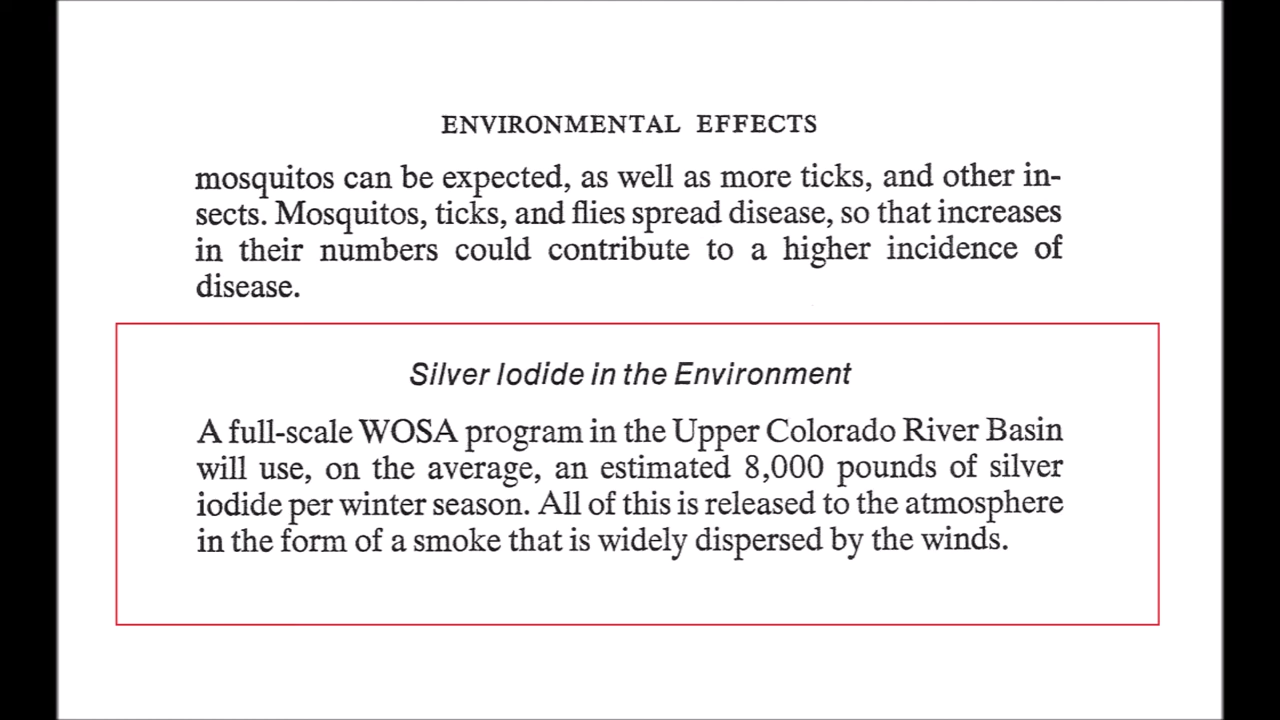 ENVIRONMENTAL EFFECTS
mosquitos can be expected, as well as more ticks, and other in-
sects. Mosquitos, ticks, and flies spread disease, so that increases
in their numbers could contribute to a higher incidence of
disease.
Silver Iodide in the Environment
A full-scale WOSA program in the Upper Colorado River Basin
will use, on the average, an estimated 8,000 pounds of silver
iodide per winter season. All of this is released to the atmosphere
in the form of a smoke that is widely dispersed by the winds.